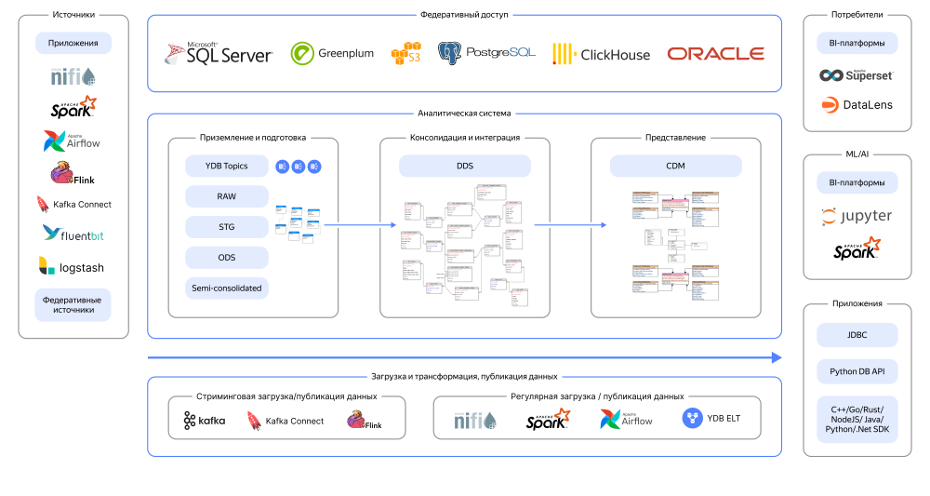 Источники
Приложения
nifi
APACHE
Spark
Apache
Airflow
Flink
Kafka Connect
fluentbit
logstash
Федеративные
источники
Федеративный доступ
Microsoft
SQL Server
Greenplum
S3
PostgreSQL
ClickHouse
ORACLE
Аналитическая система
Приземление и подготовка
YDB Topics
RAW
STG
ODS
Semi-consolidated
Консолидация и интеграция
DDS
Представление
CDM
Загрузка и трансформация, публикация данных
Стриминговая загрузка/публикация данных
kafka
Kafka Connect
Flink
Регулярная загрузка / публикация данных
nifi
APACHE
Spark
Apache
Airflow
YDB ELT
Потребители
BI-платформы
Apache
Superset
DataLens
ML/AI
BI-платформы
jupyter
APACHE
Spark
Приложения
JDBC
Python DB API
C++/Go/Rust/
NodeJS/ Java/
Python/.Net SDK